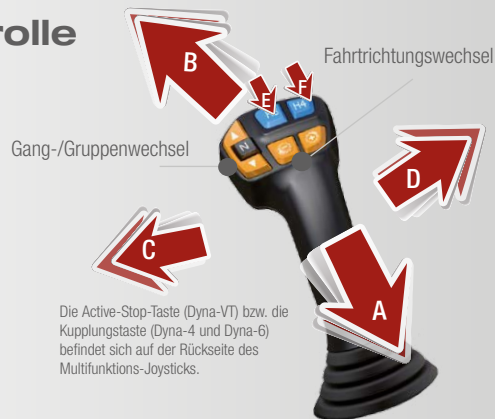 rolle
B
Fahrtrichtungswechsel
E
F
H4
Gang-/Gruppenwechsel
N
D
C
A
Die Active-Stop-Taste (Dyna-VT) bzw. die
Kupplungstaste (Dyna-4 und Dyna-6)
befindet sich auf der Rückseite des
Multifunktions-Joysticks.